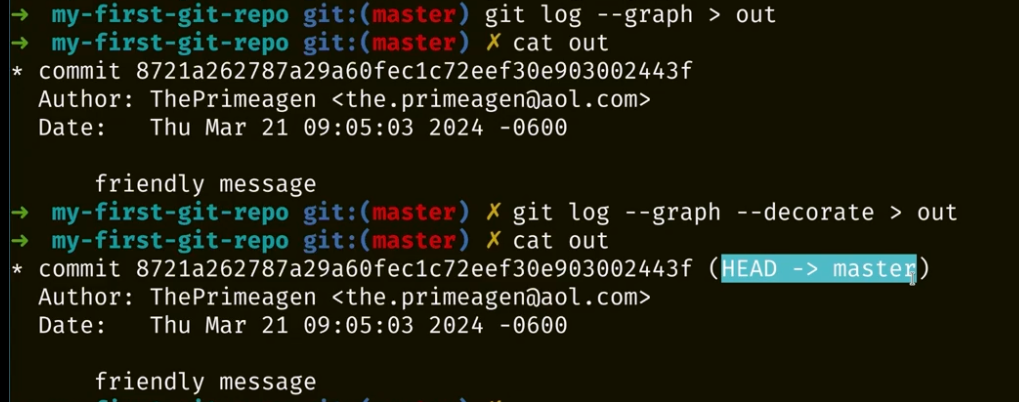 ➜ my-first-git-repo git:(master) git log --graph > out
➜ my-first-git-repo git:(master) ✗ cat out
* commit 8721a262787a29a60fec1c72eef30e903002443f
Author: ThePrimeagen <the.primeagen@aol.com>
Date:   Thu Mar 21 09:05:03 2024 -0600
friendly message
➜ my-first-git-repo git:(master) ✗ git log --graph --decorate > out
➜ my-first-git-repo git:(master) ✗ cat out
* commit 8721a262787a29a60fec1c72eef30e903002443f (HEAD -> master)
Author: ThePrimeagen <the.primeagen@aol.com>
Date:   Thu Mar 21 09:05:03 2024 -0600
friendly message